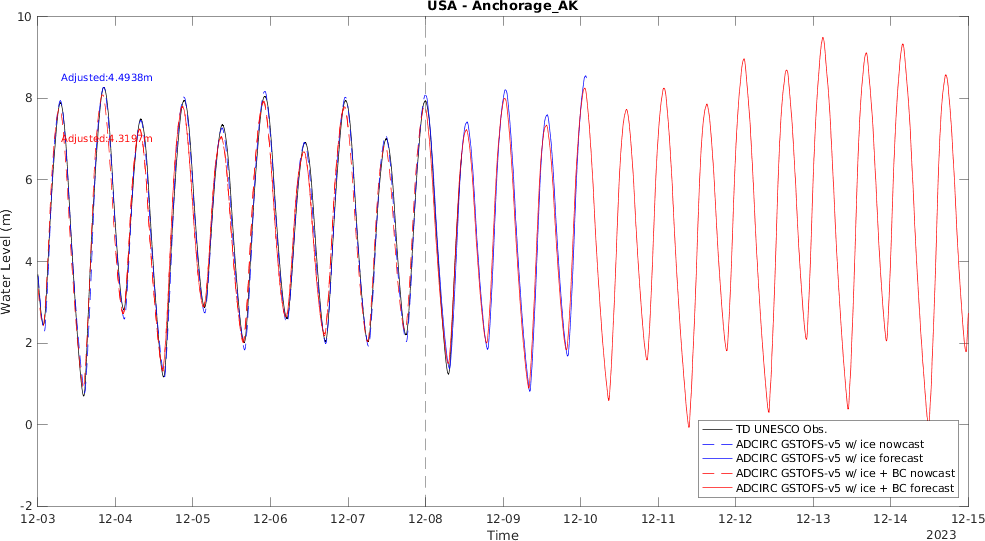 USA - Anchorage_AK
10
8
6
4
2
0
-2
Water Level (m)
Adjusted:4.4938m
Adjusted:4.3197m
TD UNESCO Obs.
ADCIRC GSTOFS-v5 w/ ice nowcast
ADCIRC GSTOFS-v5 w/ ice forecast
ADCIRC GSTOFS-v5 w/ ice + BC nowcast
ADCIRC GSTOFS-v5 w/ ice + BC forecast
12-03 12-04 12-05 12-06 12-07 12-08 12-09 12-10 12-11 12-12 12-13 12-14 12-15
Time
2023